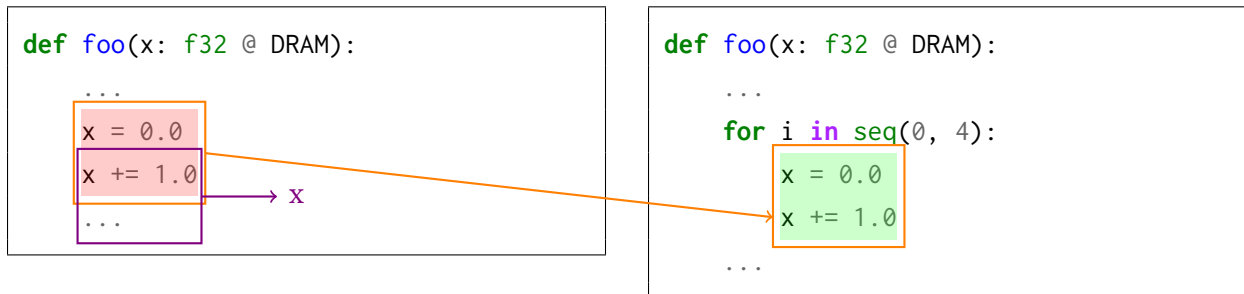 def foo(x: f32 @ DRAM):
...
x = 0.0
x += 1.0
x
...
def foo(x: f32 @ DRAM):
...
for i in seq(0, 4):
x = 0.0
x += 1.0
...